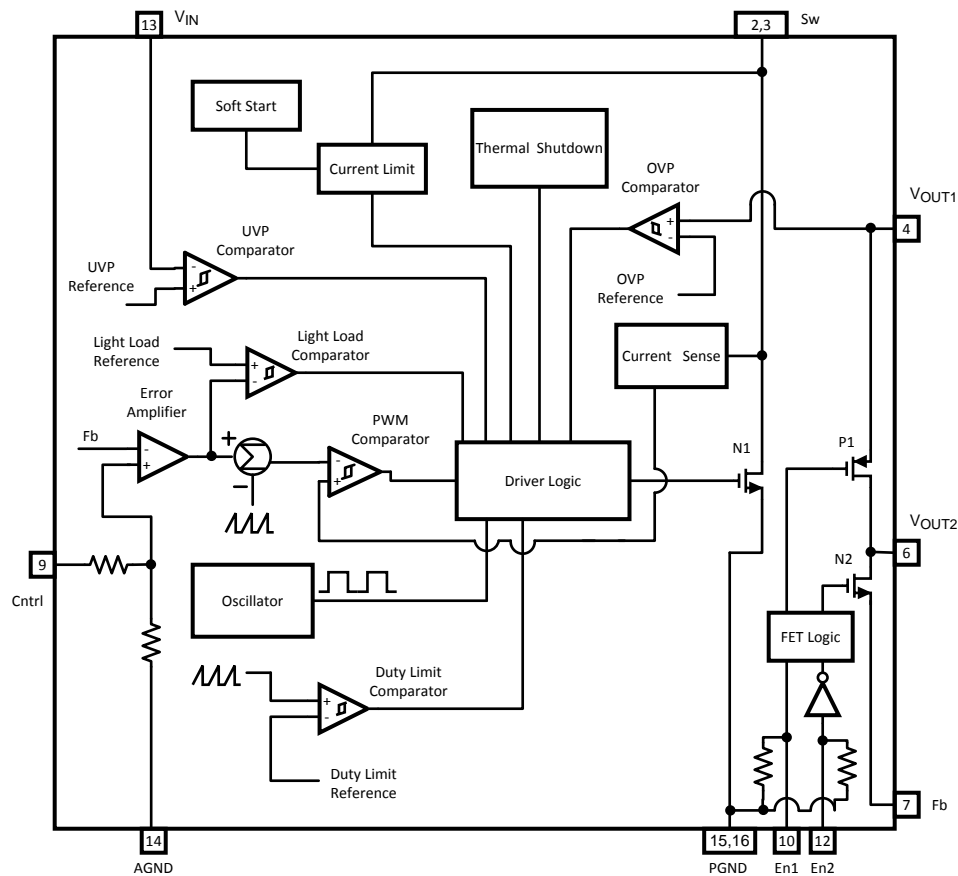 13
VIN
2,3
Sw
Soft Start
Current Limit
Thermal Shutdown
OVP
Comparator
+
-
OVP
Reference
VOUT1
4
UVP
Comparator
UVP
Reference
-
+
Light Load
Reference
Light Load
Comparator
+
-
Current Sense
Error
Amplifier
Fb
-
+
+
Σ
−
PWM
Comparator
-
+
Driver Logic
N1
P1
VOUT2
6
N2
9
Cntrl
Oscillator
FET Logic
Duty Limit
Comparator
+
-
Duty Limit
Reference
7
Fb
14
AGND
15,16
PGND
10
En1
12
En2